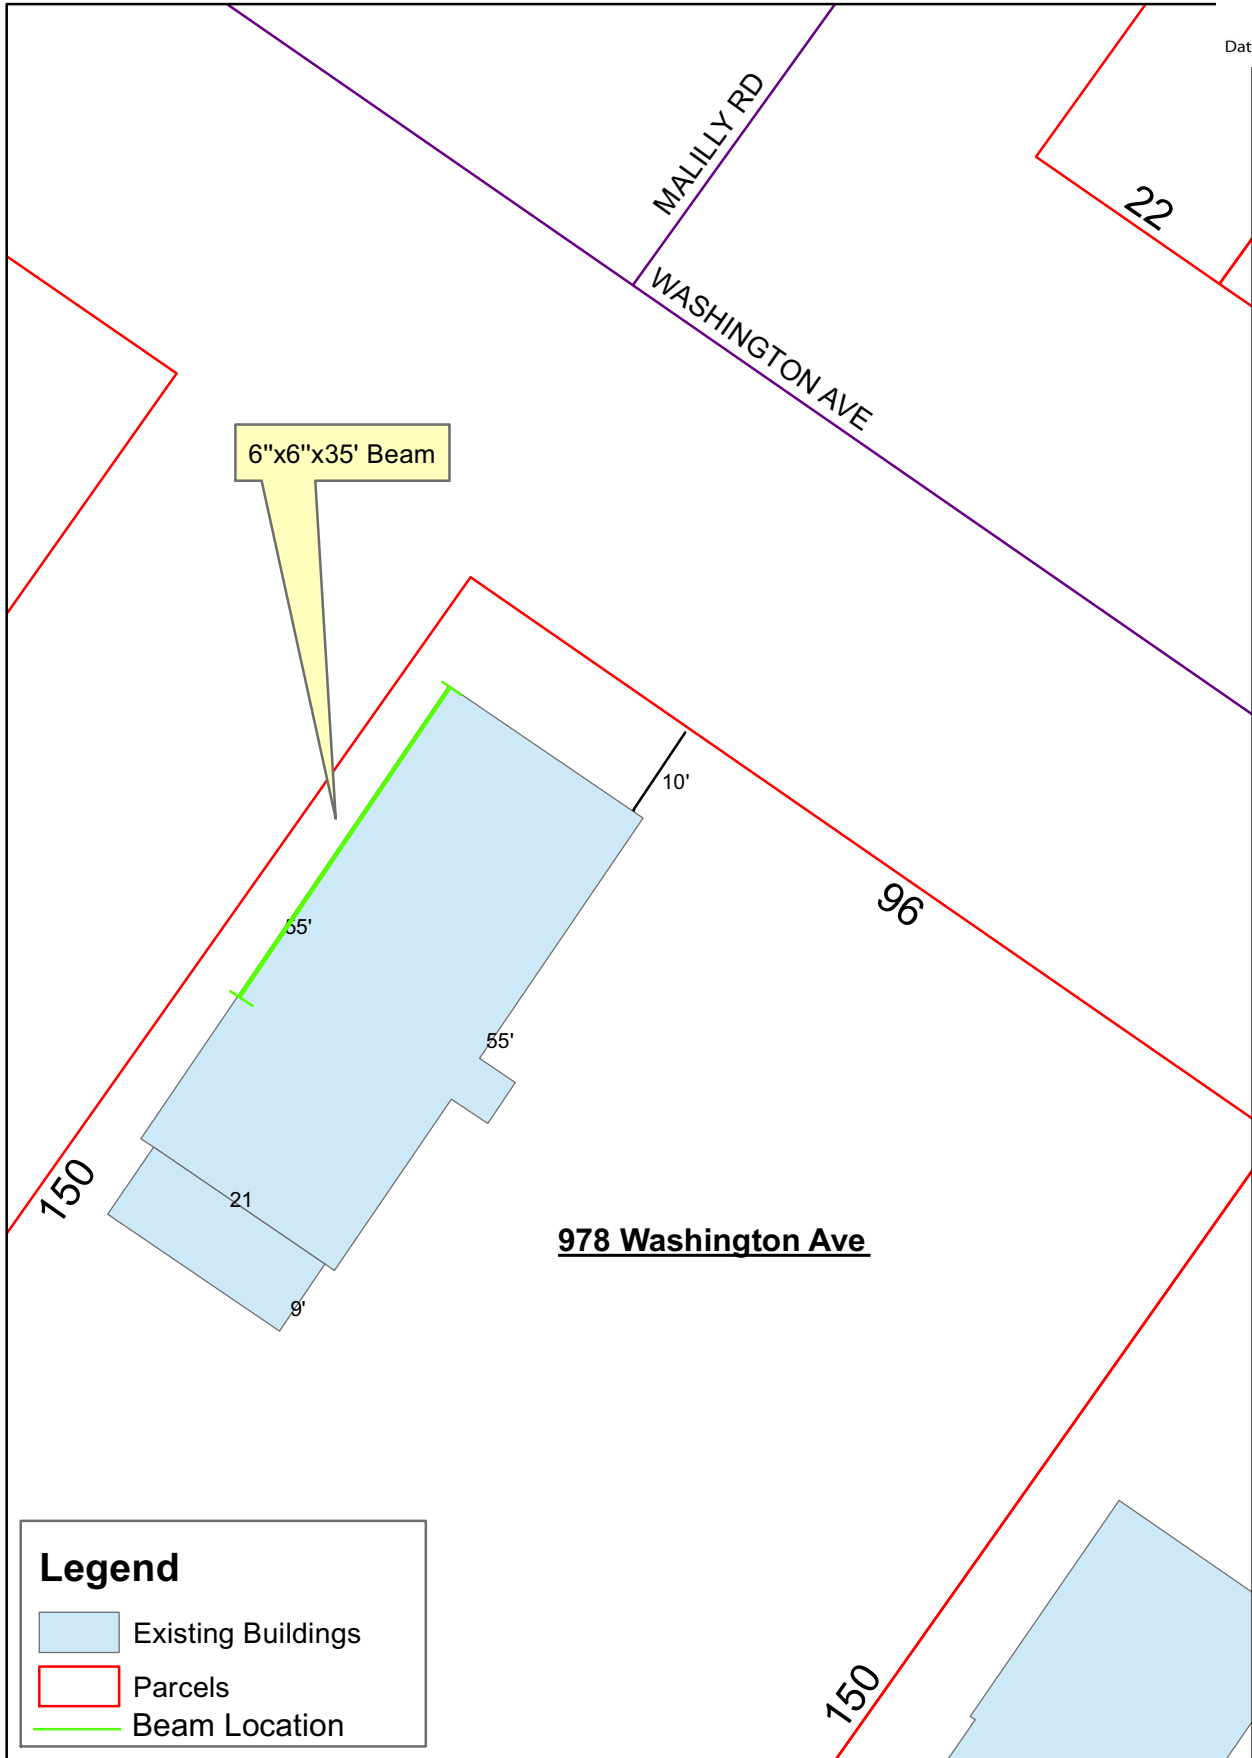 Dat
MALILLY RD
22
WASHINGTON AVE
6"x6"x35' Beam
10'
96
55'
55'
150
21
978 Washington Ave
9'
Legend
Existing Buildings
Parcels
Beam Location
150